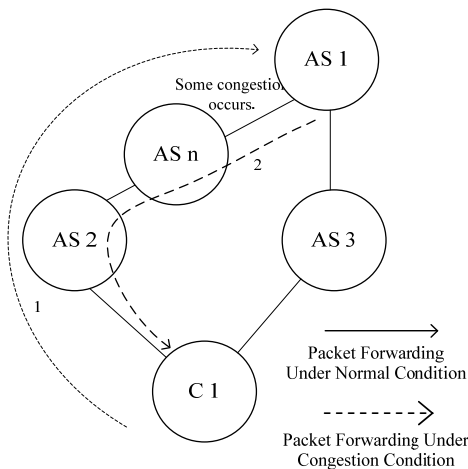 AS 1
Some congestion
occurs.
AS n
2
AS 2
AS 3
1
C 1
Packet Forwarding
Under Normal Condition
Packet Forwarding Under
Congestion Condition